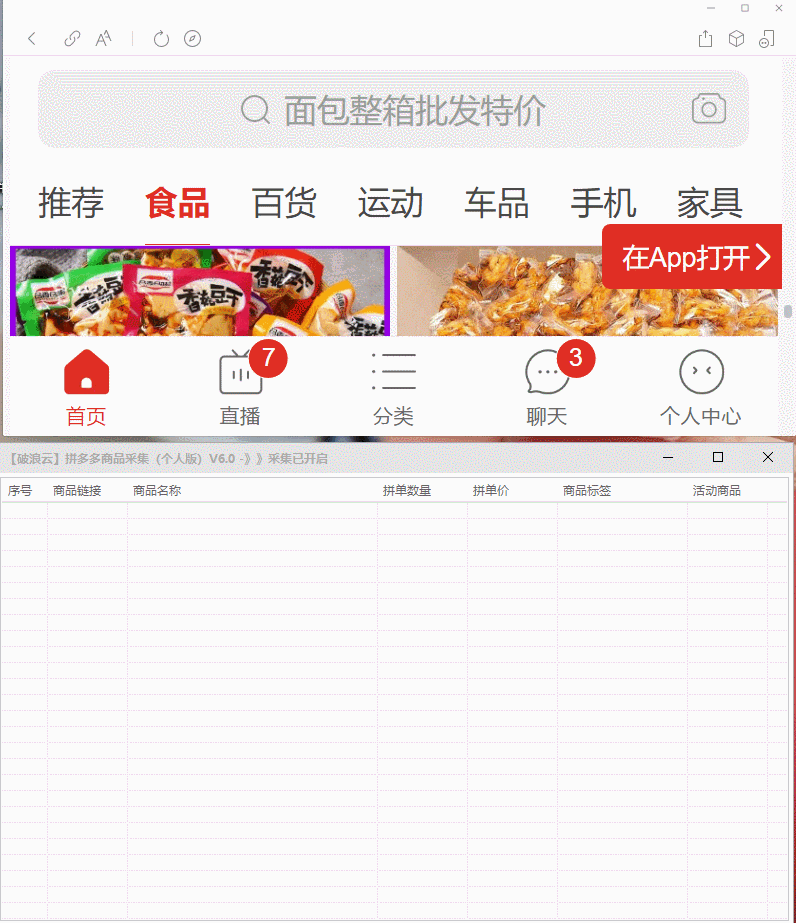 面包整箱批发特价
推荐 食品 百货 运动 车品 手机 家具
在App打开
香菇豆干 香菇豆干
7 3
首页 直播 分类 聊天 个人中心
【破浪云】拼多多商品采集（个人版）V6.0 -》》采集已开启
序号 商品链接 商品名称 拼单数量 拼单价 商品标签 活动商品